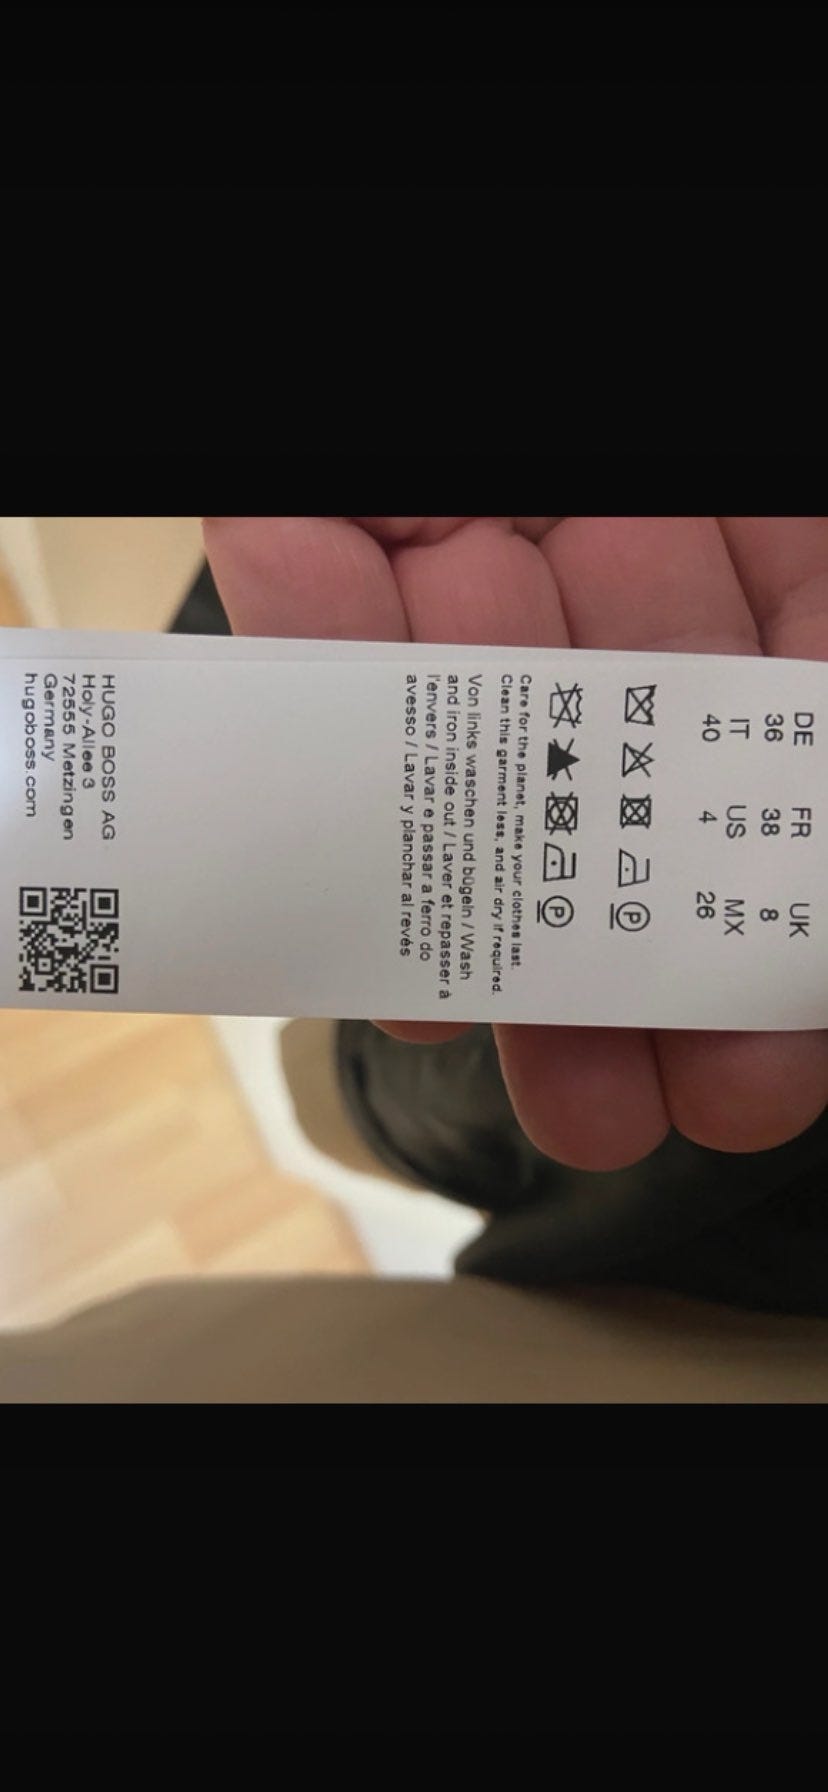 DE FR UK
36 38 8
IT US MX
40 4 26
P
P
Care for the planet, make your clothes last.
Clean this garment less, and air dry if required.
Von links waschen und bügeln / Wash
and iron inside out / Laver et repasser à
l'envers / Lavar e passar a ferro do
avesso / Lavar y planchar al revés
HUGO BOSS AG
Holy-Allee 3
72555 Metzingen
Germany
hugoboss.com